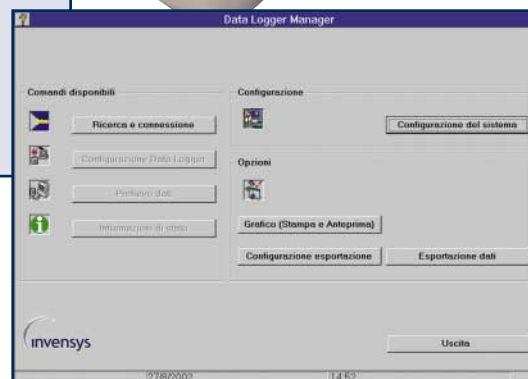 Data Logger Manager
Comandi disponibili
Ricerca e connessione
Configurazione Data Logger
Prelievo dati
Informazioni di stato
Configurazione
Configurazione del sistema
Opzioni
Grafico (Stampa e Anteprima)
Configurazione esportazione
Esportazione dati
invensys
Uscita
27/8/2002
14.52